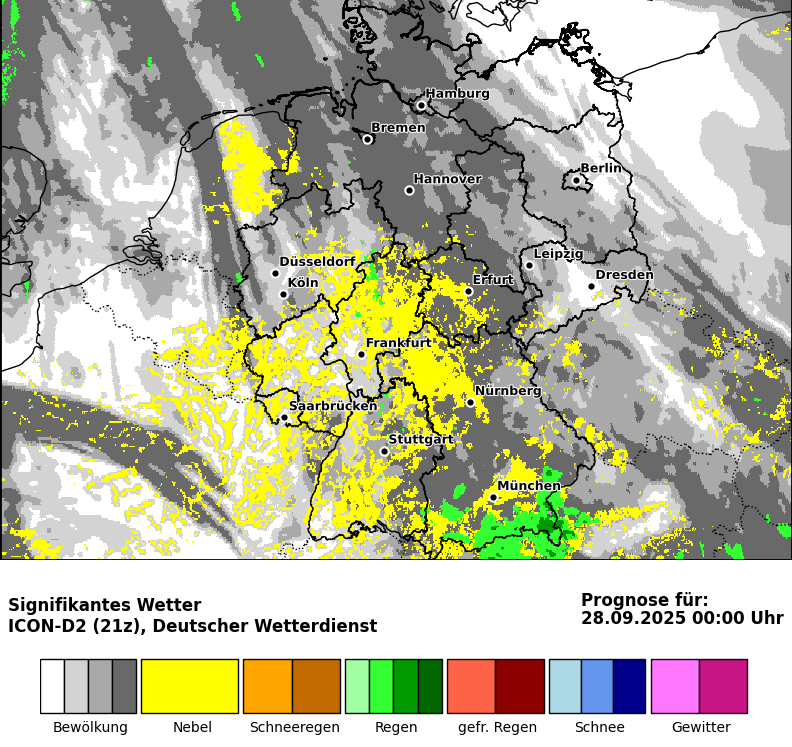 Hamburg
Bremen
Berlin
Hannover
Leipzig
Düsseldorf
Dresden
Köln
Erfurt
Frankfurt
Nürnberg
Saarbrücken
Stuttgart
München
Signifikantes Wetter
ICON-D2 (21z), Deutscher Wetterdienst
Prognose für:
28.09.2025 00:00 Uhr
Bewölkung Nebel Schneeregen Regen gefr. Regen Schnee Gewitter